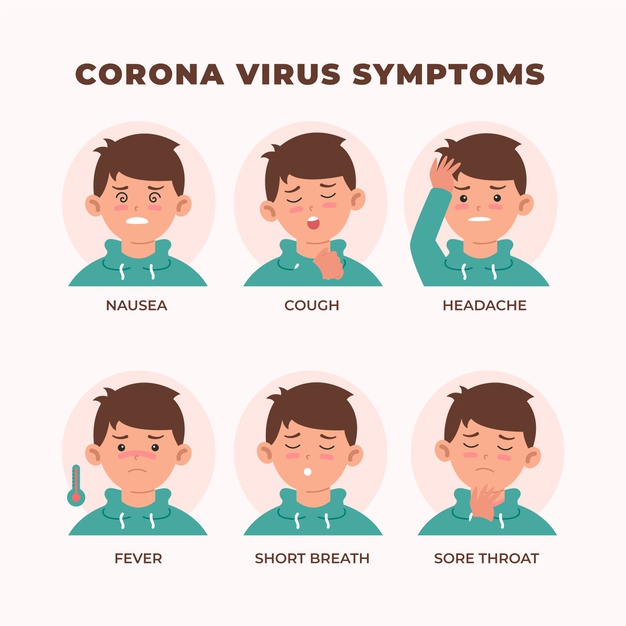 CORONA VIRUS SYMPTOMS
NAUSEA
COUGH
HEADACHE
FEVER
SHORT BREATH
SORE THROAT